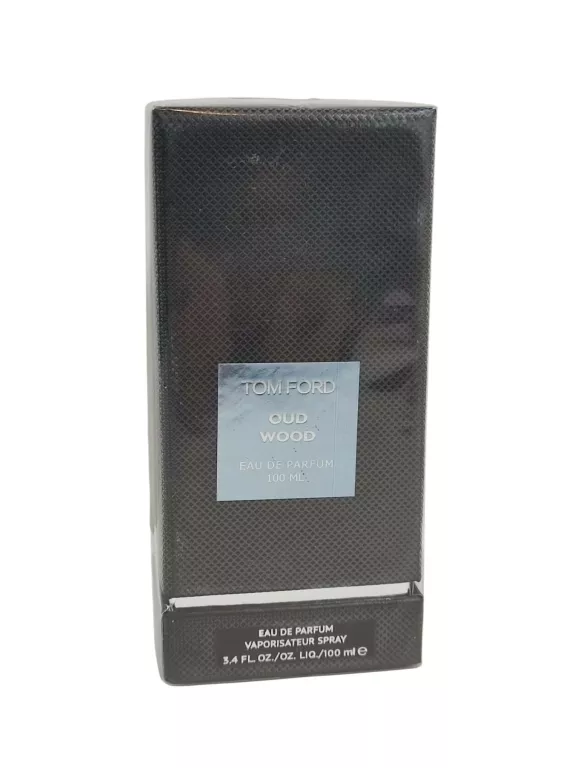 TOM FORD
OUD
WOOD
EAU DE PARFUM
100 ML
EAU DE PARFUM
VAPORISATEUR SPRAY
3.4 FL. OZ./OZ. LIQ./100 ml ℮